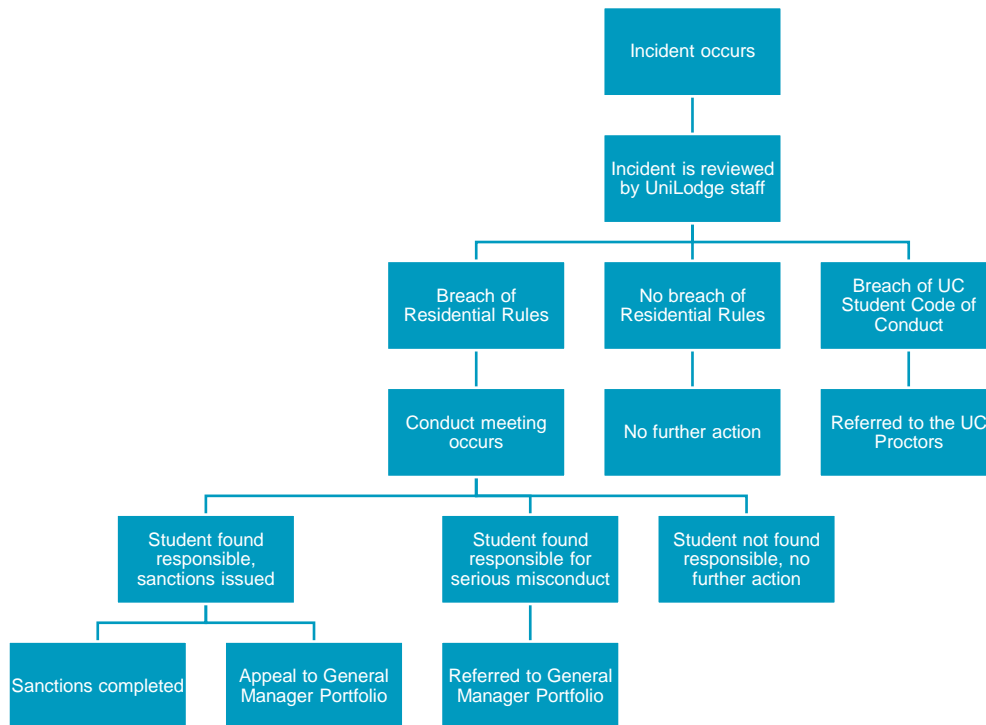 Incident occurs
Incident is reviewed
by UniLodge staff
Breach of
Residential Rules
No breach of
Residential Rules
Breach of UC
Student Code of
Conduct
Conduct meeting
occurs
No further action
Referred to the UC
Proctors
Student found
responsible,
sanctions issued
Student found
responsible for
serious misconduct
Student not found
responsible, no
further action
Sanctions completed
Appeal to General
Manager Portfolio
Referred to General
Manager Portfolio